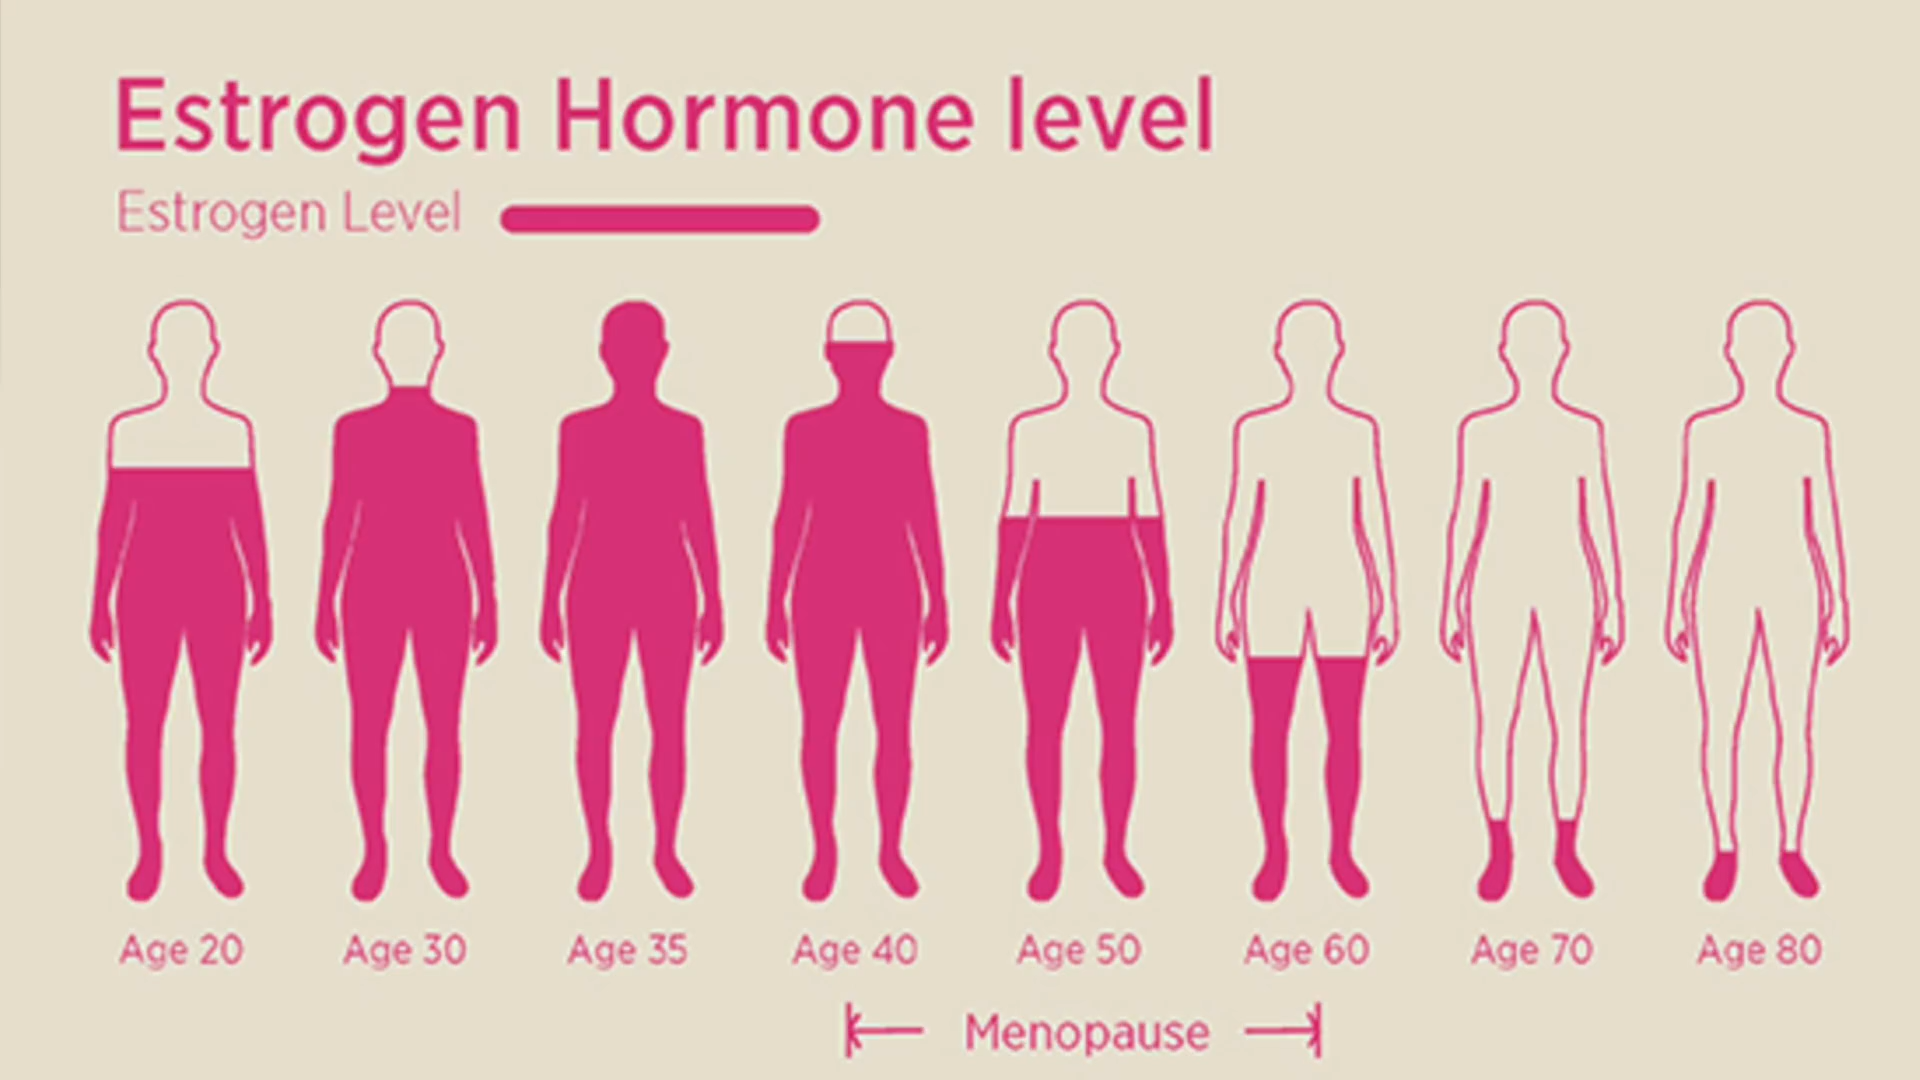 Estrogen Hormone level
Estrogen Level
Age 20 Age 30 Age 35 Age 40 Age 50 Age 60 Age 70 Age 80
Menopause